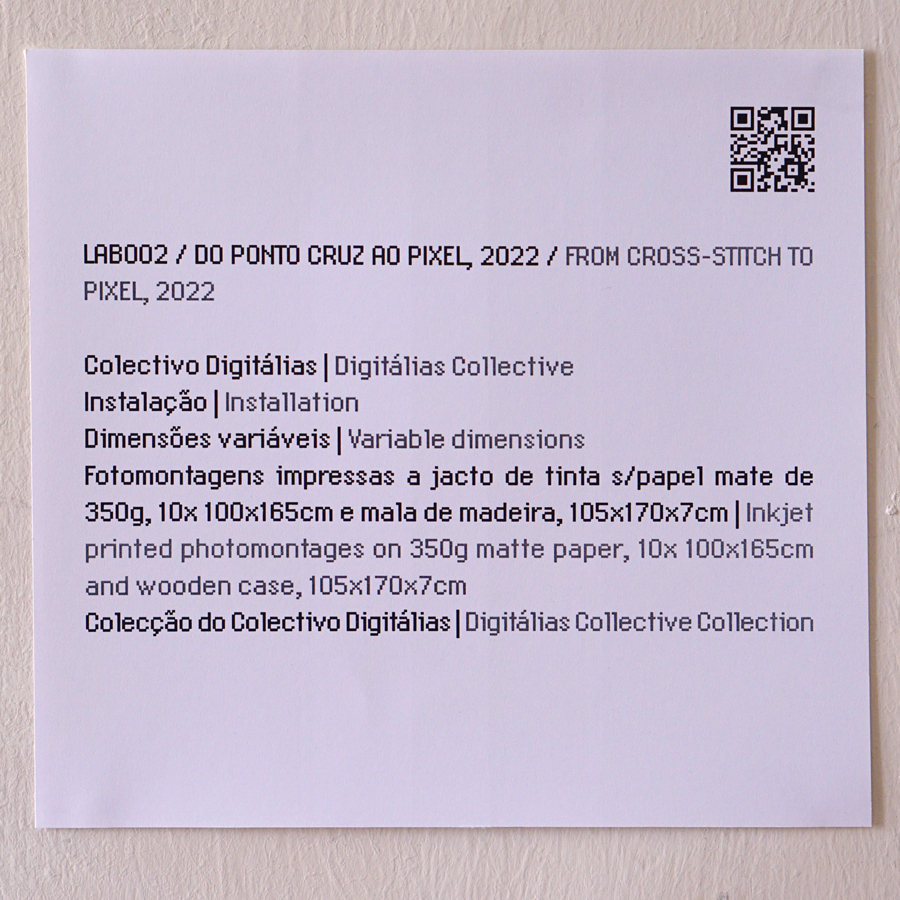 LAB002 / DO PONTO CRUZ AO PIXEL, 2022 / FROM CROSS-STITCH TO
PIXEL, 2022
Colectivo Digitálias | Digitálias Collective
Instalação | Installation
Dimensões variáveis | Variable dimensions
Fotomontagens impressas a jacto de tinta s/papel mate de
350g, 10x 100x165cm e mala de madeira, 105x170x7cm | Inkjet
printed photomontages on 350g matte paper, 10x 100x165cm
and wooden case, 105x170x7cm
Colecção do Colectivo Digitálias | Digitálias Collective Collection